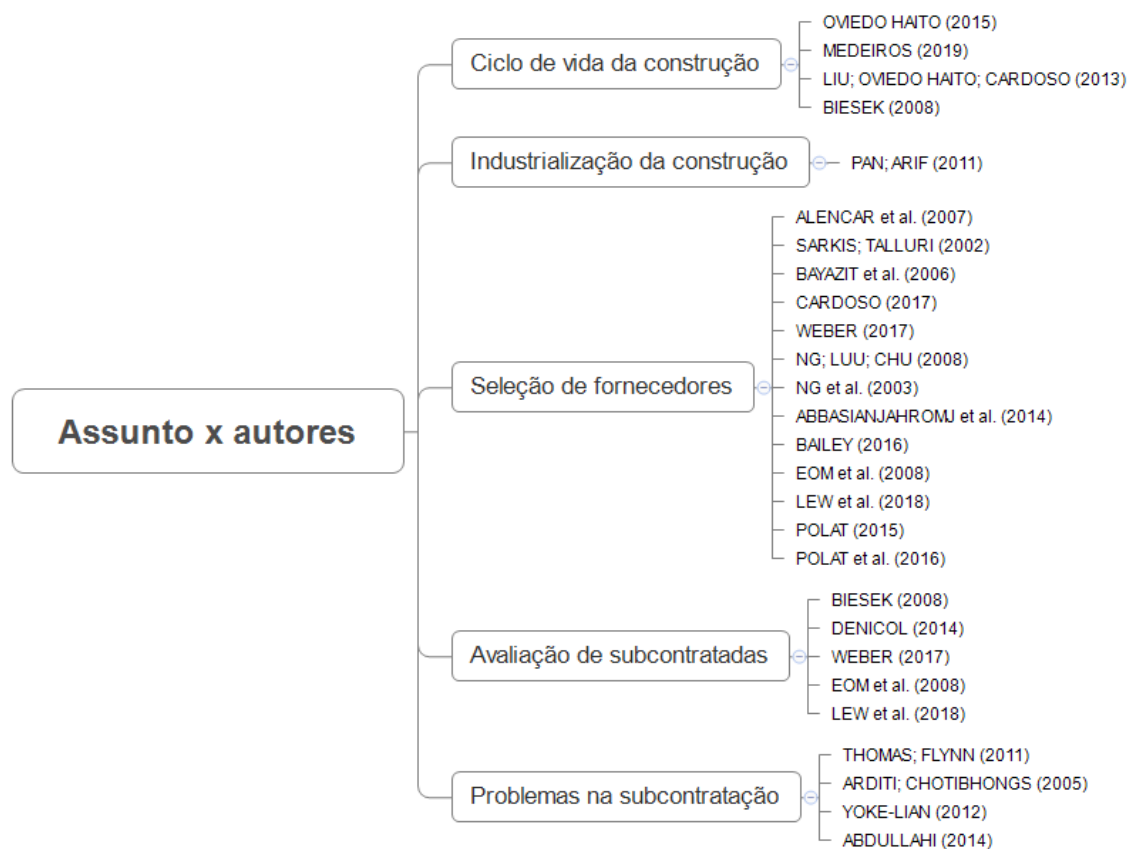 Assunto x autores
Ciclo de vida da construção
OVIEDO HAITO (2015)
MEDEIROS (2019)
LIU; OVIEDO HAITO; CARDOSO (2013)
BIESEK (2008)
Industrialização da construção
PAN; ARIF (2011)
Seleção de fornecedores
ALENCAR et al. (2007)
SARKIS; TALLURI (2002)
BAYAZIT et al. (2006)
CARDOSO (2017)
WEBER (2017)
NG; LUU; CHU (2008)
NG et al. (2003)
ABBASIANJAHROMJ et al. (2014)
BAILEY (2016)
EOM et al. (2008)
LEW et al. (2018)
POLAT (2015)
POLAT et al. (2016)
Avaliação de subcontratadas
BIESEK (2008)
DENICOL (2014)
WEBER (2017)
EOM et al. (2008)
LEW et al. (2018)
Problemas na subcontratação
THOMAS; FLYNN (2011)
ARDITI; CHOTIBHONGS (2005)
YOKE-LIAN (2012)
ABDULLAHI (2014)